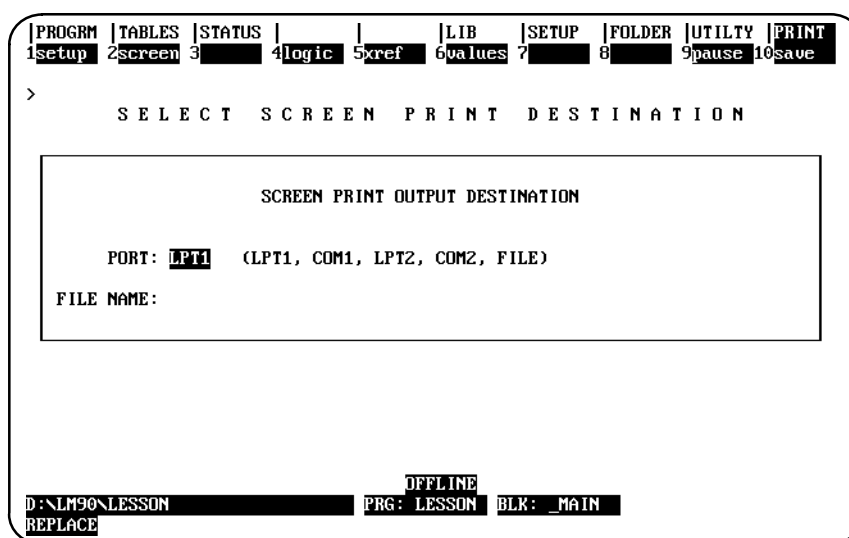 |PROGRM |TABLES |STATUS | | |LIB |SETUP |FOLDER |UTILTY |PRINT
1setup 2screen 3 4logic 5xref 6values 7 8 9pause 10save
>
S E L E C T S C R E E N P R I N T D E S T I N A T I O N
SCREEN PRINT OUTPUT DESTINATION
PORT: LPT1 (LPT1, COM1, LPT2, COM2, FILE)
FILE NAME:
OFFLINE
D:\LM90\LESSON PRG: LESSON BLK: _MAIN
REPLACE